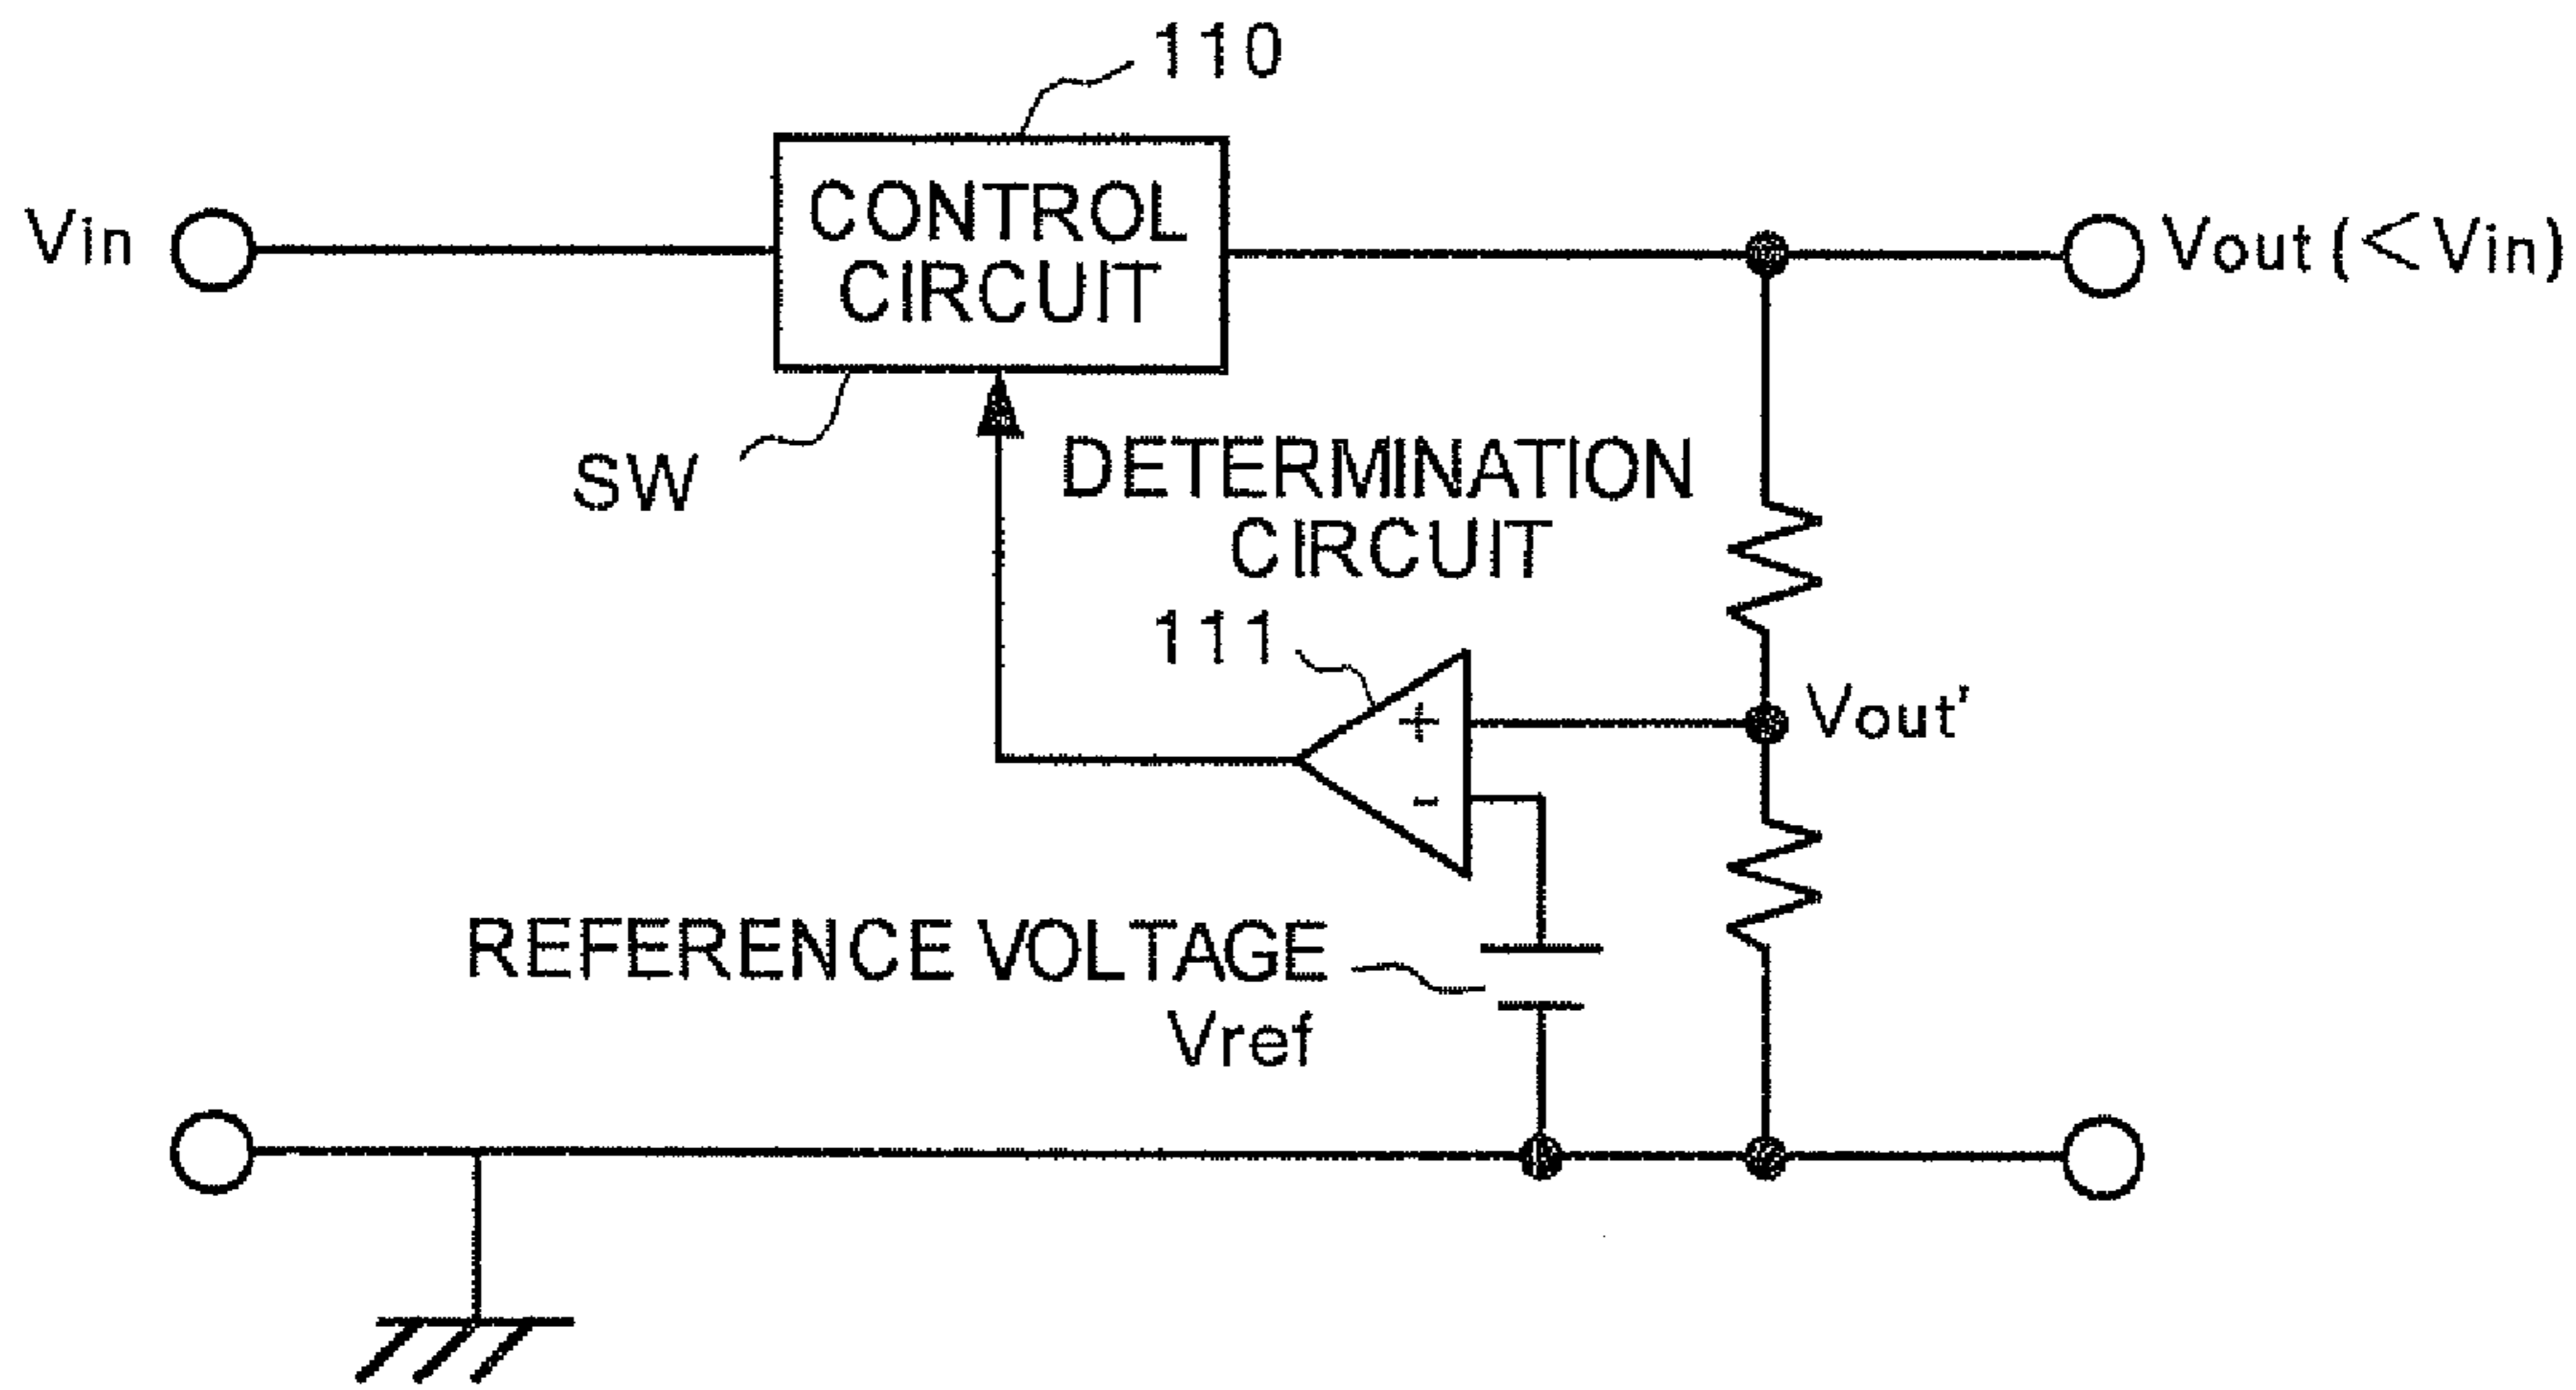 110
Vin
CONTROL
CIRCUIT
Vout (<Vin)
SW
DETERMINATION
CIRCUIT
111
+
-
Vout'
REFERENCE VOLTAGE
Vref